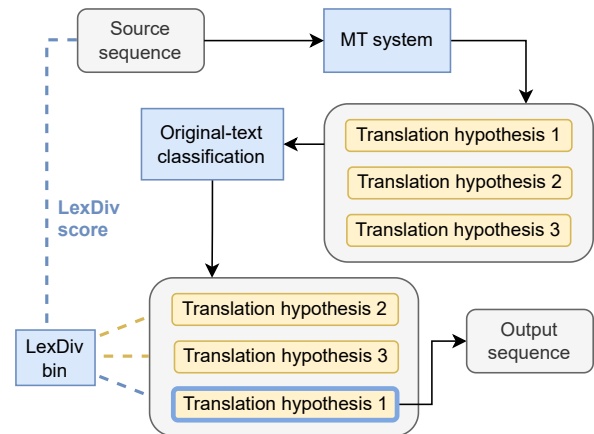 Source
sequence
MT system
Translation hypothesis 1
Translation hypothesis 2
Translation hypothesis 3
Original-text
classification
LexDiv
score
Translation hypothesis 2
Translation hypothesis 3
Translation hypothesis 1
LexDiv
bin
Output
sequence